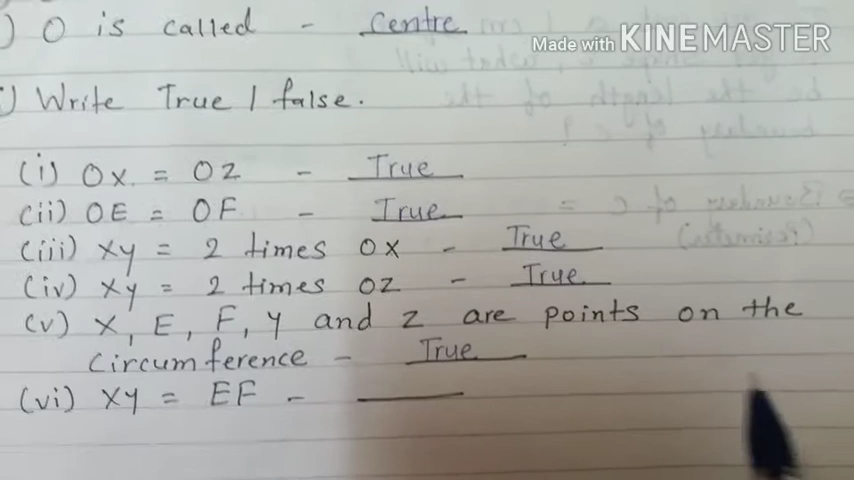 ) O is called - Centre
Made with KINEMASTER
) Write True / false.
(i) OX = OZ - True
(ii) OE = OF - True
(iii) XY = 2 times OX - True
(iv) XY = 2 times OZ - True
(v) X, E, F, Y and Z are points on the
circumference - True
(vi) XY = EF -